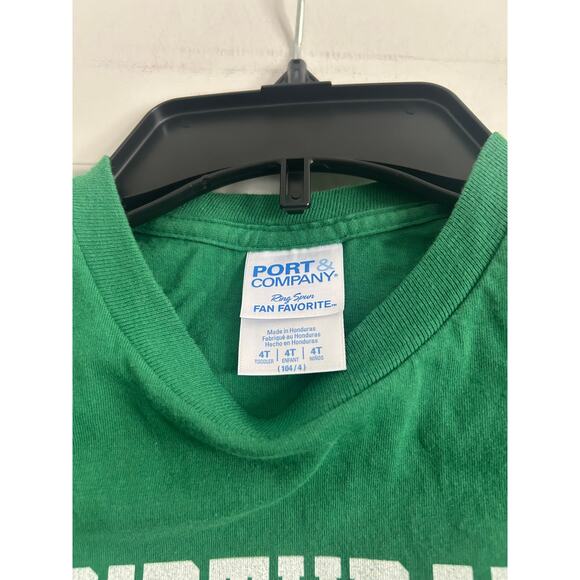 PORT &
COMPANY®
Ring Spun
FAN FAVORITE™
Made in Honduras
Fabriqué au Honduras
Hecho en Honduras
4T | 4T | 4T
TODDLER ENFANT NIÑOS
(104/4)